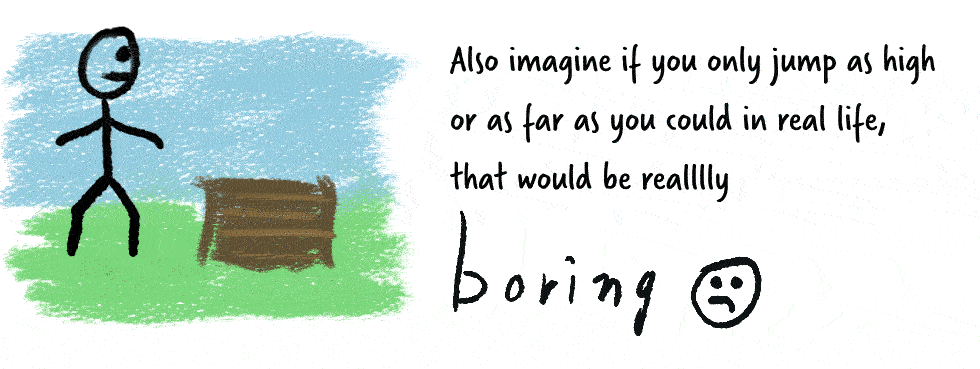 Also imagine if you only jump as high
or as far as you could in real life,
that would be reallllly
boring